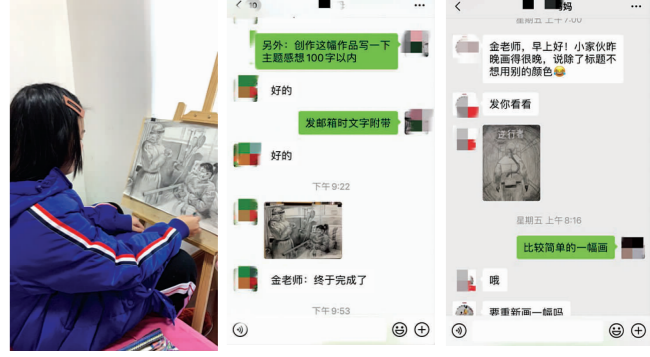 另外：创作这幅作品写一下
主题感想100字以内
好的
发邮箱时文字附带
好的
下午9:22
金老师：终于完成了
下午9:53
妈
星期五 上午7:00
金老师，早上好！小家伙昨
晚画得很晚，说除了标题不
想用别的颜色😂
发你看看
逆行者
星期五 上午8:16
比较简单的一幅画
哦
要重新画一幅吗